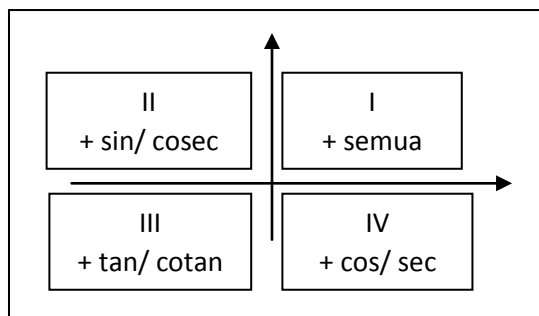 II
+ sin/ cosec
I
+ semua
III
+ tan/ cotan
IV
+ cos/ sec